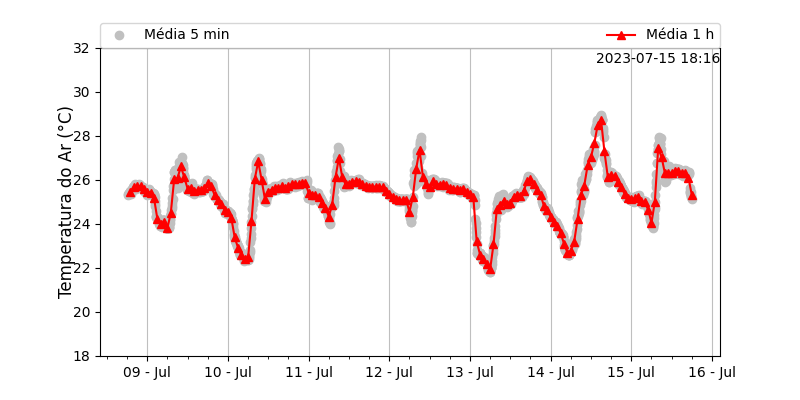 Média 5 min
Média 1 h
2023-07-15 18:16
Temperatura do Ar (°C)
32
30
28
26
24
22
20
18
09 - Jul
10 - Jul
11 - Jul
12 - Jul
13 - Jul
14 - Jul
15 - Jul
16 - Jul